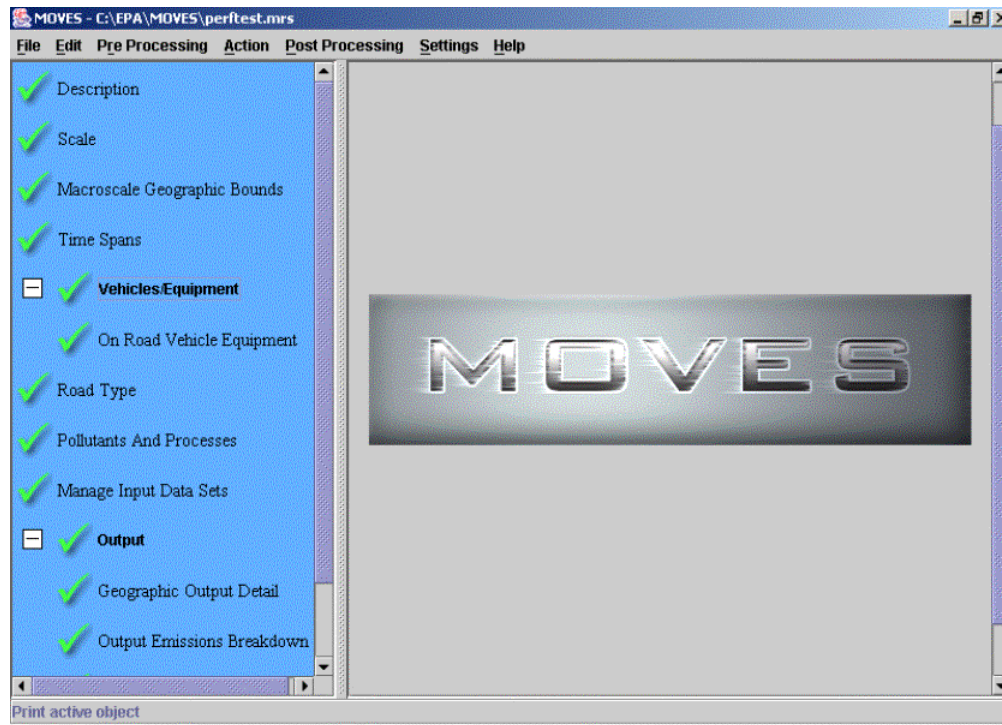 MOVES - C:\EPA\MOVES\perftest.mrs
File Edit Pre Processing Action Post Processing Settings Help
Description
Scale
Macroscale Geographic Bounds
Time Spans
Vehicles/Equipment
On Road Vehicle Equipment
Road Type
Pollutants And Processes
Manage Input Data Sets
Output
Geographic Output Detail
Output Emissions Breakdown
MOVES
Print active object